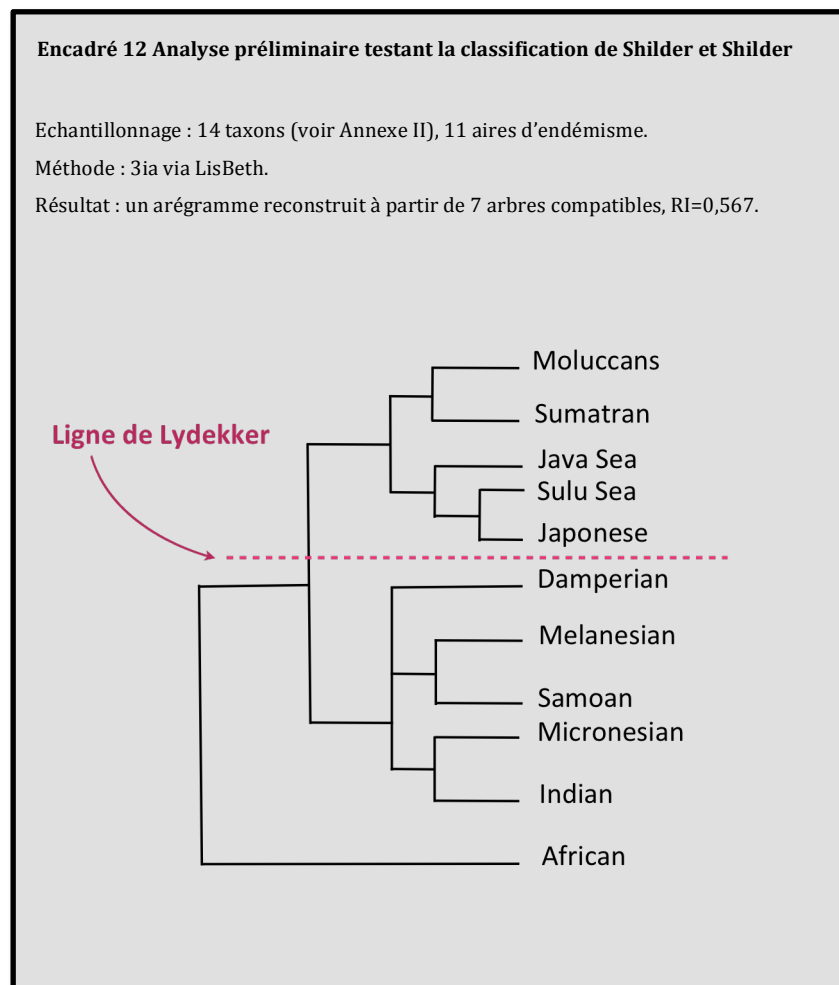 Encadré 12 Analyse préliminaire testant la classification de Shilder et Shilder
Echantillonnage : 14 taxons (voir Annexe II), 11 aires d'endémisme.
Méthode : 3ia via LisBeth.
Résultat : un arégramme reconstruit à partir de 7 arbres compatibles, RI=0,567.
Moluccans
Sumatran
Ligne de Lydekker
Java Sea
Sulu Sea
Japonese
Damperian
Melanesian
Samoan
Micronesian
Indian
African